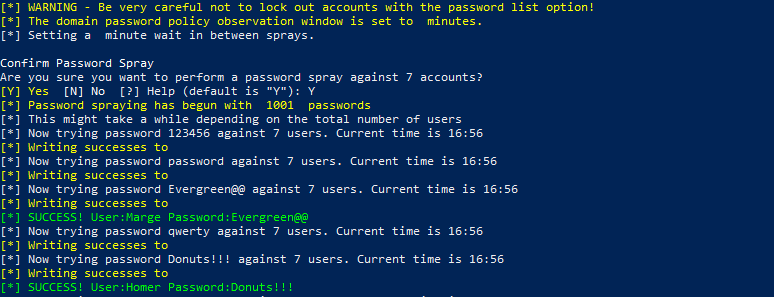 [*] WARNING - Be very careful not to lock out accounts with the password list option!
[*] The domain password policy observation window is set to  minutes.
[*] Setting a  minute wait in between sprays.

Confirm Password Spray
Are you sure you want to perform a password spray against 7 accounts?
[Y] Yes  [N] No  [?] Help (default is "Y"): Y
[*] Password spraying has begun with  1001  passwords
[*] This might take a while depending on the total number of users
[*] Now trying password 123456 against 7 users. Current time is 16:56
[*] Writing successes to
[*] Now trying password password against 7 users. Current time is 16:56
[*] Writing successes to
[*] Now trying password Evergreen@@ against 7 users. Current time is 16:56
[*] Writing successes to
[*] SUCCESS! User:Marge Password:Evergreen@@
[*] Now trying password qwerty against 7 users. Current time is 16:56
[*] Writing successes to
[*] Now trying password Donuts!!! against 7 users. Current time is 16:56
[*] Writing successes to
[*] SUCCESS! User:Homer Password:Donuts!!!